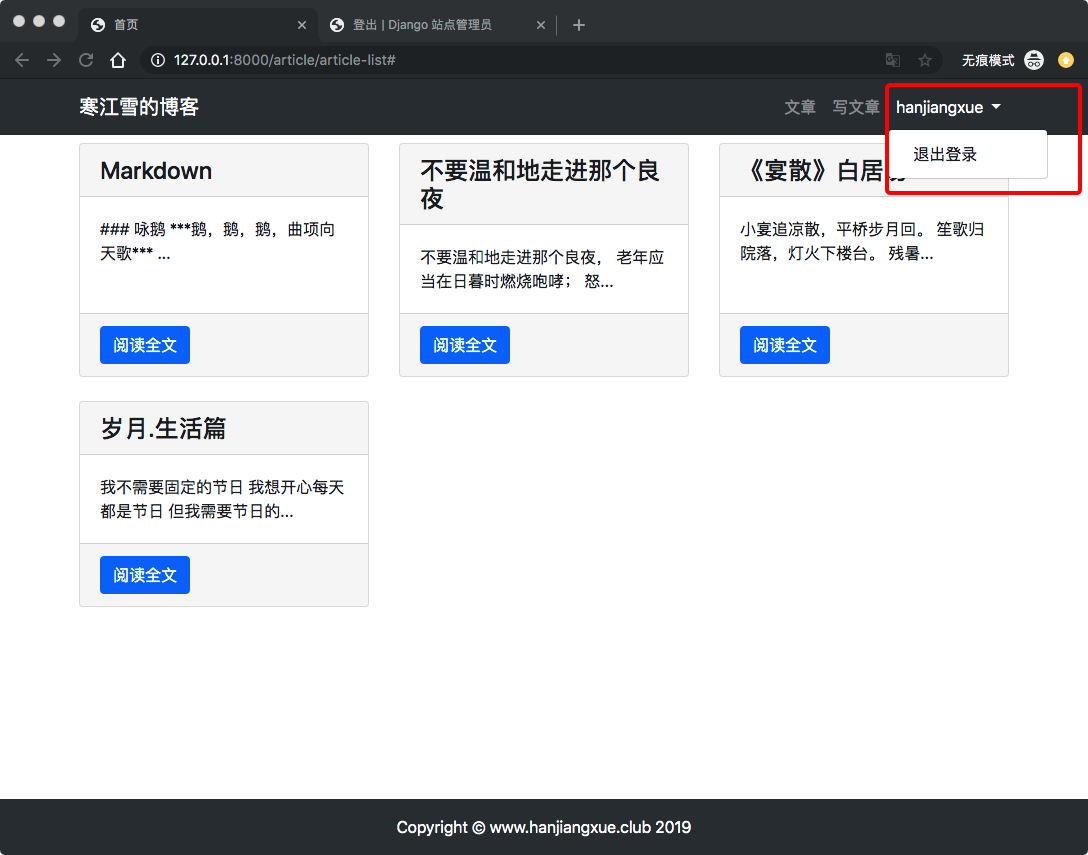 首页
登出 | Django 站点管理员
127.0.0.1:8000/article/article-list#
无痕模式
寒江雪的博客
文章
写文章
hanjiangxue
退出登录
Markdown
### 咏鹅 ***鹅，鹅，鹅，曲项向
天歌*** ...
阅读全文
不要温和地走进那个良
夜
不要温和地走进那个良夜， 老年应
当在日暮时燃烧咆哮； 怒...
阅读全文
《宴散》白居
小宴追凉散，平桥步月回。 笙歌归
院落，灯火下楼台。 残暑...
阅读全文
岁月.生活篇
我不需要固定的节日 我想开心每天
都是节日 但我需要节日的...
阅读全文
Copyright © www.hanjiangxue.club 2019